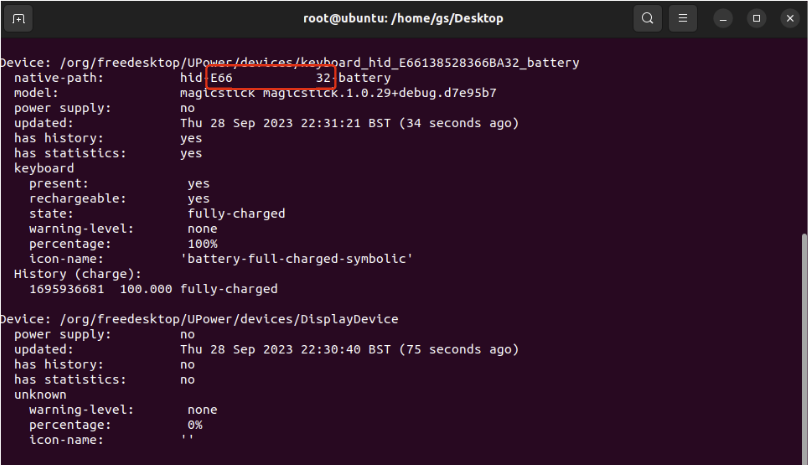 root@ubuntu: /home/gs/Desktop
Device: /org/freedesktop/UPower/devices/keyboard_hid_E66138528366BA32_battery
native-path: hid-E66 32-battery
model: magicstick magicstick.1.0.29+debug.d7e95b7
power supply: no
updated: Thu 28 Sep 2023 22:31:21 BST (34 seconds ago)
has history: yes
has statistics: yes
keyboard
present: yes
rechargeable: yes
state: fully-charged
warning-level: none
percentage: 100%
icon-name: 'battery-full-charged-symbolic'
History (charge):
1695936681 100.000 fully-charged
Device: /org/freedesktop/UPower/devices/DisplayDevice
power supply: no
updated: Thu 28 Sep 2023 22:30:40 BST (75 seconds ago)
has history: no
has statistics: no
unknown
warning-level: none
percentage: 0%
icon-name: ''